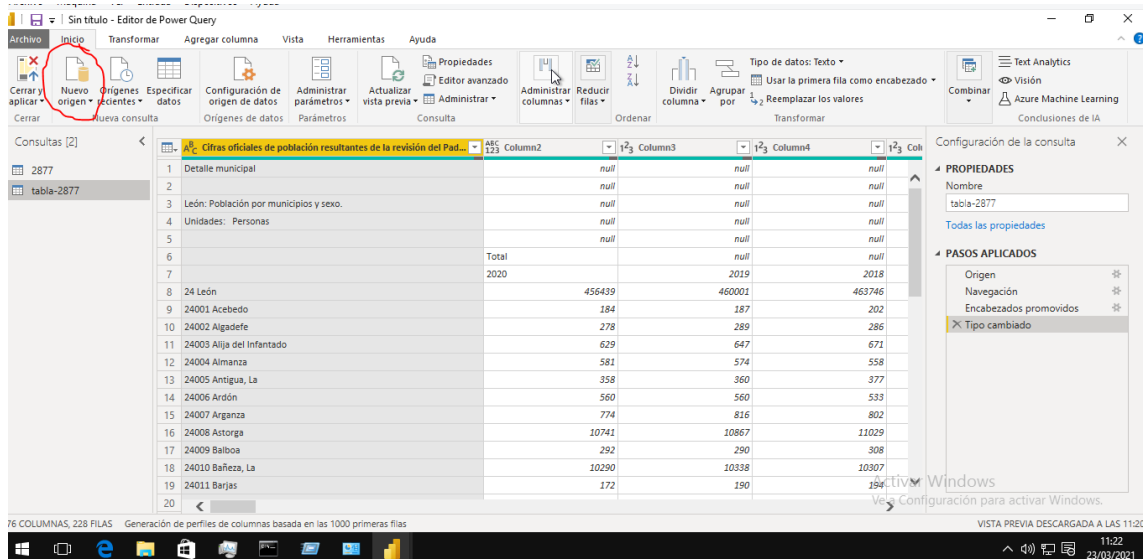 Sin título - Editor de Power Query
Archivo Inicio Transformar Agregar columna Vista Herramientas Ayuda
Cerrar y aplicar
Nuevo origen
Orígenes recientes
Especificar datos
Configuración de origen de datos
Administrar parámetros
Actualizar vista previa
Propiedades
Editor avanzado
Administrar
Administrar columnas
Reducir filas
Dividir columna
Agrupar por
Tipo de datos: Texto
Usar la primera fila como encabezado
Reemplazar los valores
Combinar
Text Analytics
Visión
Azure Machine Learning
Cerrar
Nueva consulta
Orígenes de datos
Parámetros
Consulta
Ordenar
Transformar
Conclusiones de IA
Consultas [2]
2877
tabla-2877
Cifras oficiales de población resultantes de la revisión del Pad... Column2 Column3 Column4
1 Detalle municipal null null null
2 null null null
3 León: Población por municipios y sexo. null null null
4 Unidades: Personas null null null
5 null null null
6 Total null null
7 2020 2019 2018
8 24 León 456439 460001 463746
9 24001 Acebedo 184 187 202
10 24002 Algadefe 278 289 286
11 24003 Alija del Infantado 629 647 671
12 24004 Almanza 581 574 558
13 24005 Antigua, La 358 360 377
14 24006 Ardón 560 560 533
15 24007 Arganza 774 816 802
16 24008 Astorga 10741 10867 11029
17 24009 Balboa 292 290 308
18 24010 Bañeza, La 10290 10338 10307
19 24011 Barjas 172 190 194
20
Configuración de la consulta
PROPIEDADES
Nombre
tabla-2877
Todas las propiedades
PASOS APLICADOS
Origen
Navegación
Encabezados promovidos
Tipo cambiado
Activar Windows
Ve a Configuración para activar Windows.
76 COLUMNS, 228 FILAS Generación de perfiles de columnas basada en las 1000 primeras filas
VISTA PREVIA DESCARGADA A LAS 11:20
11:22
23/03/2021